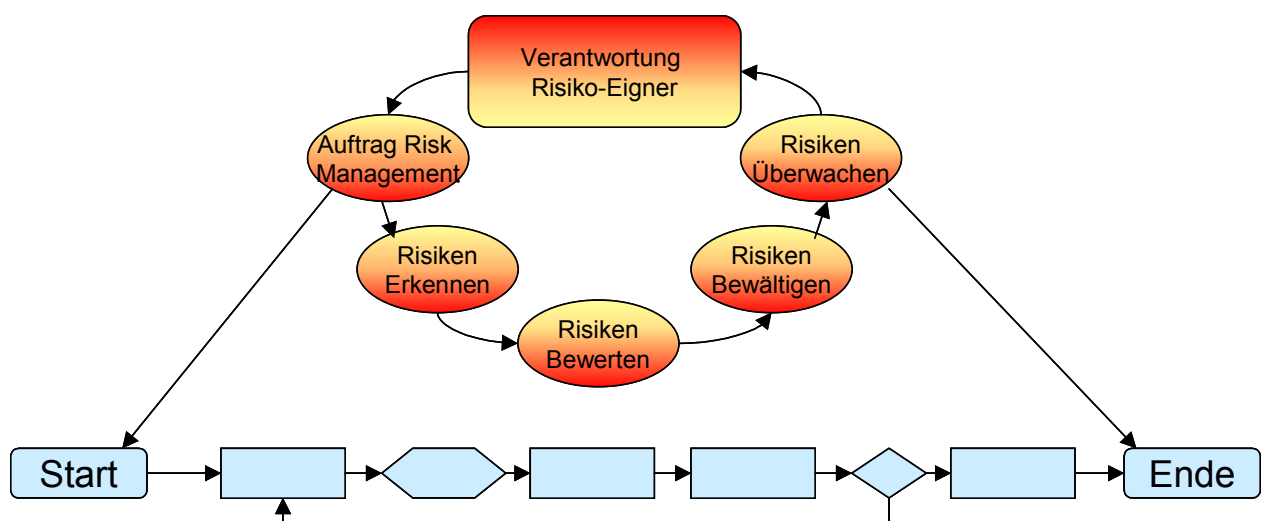 Verantwortung
Risiko-Eigner
Auftrag Risk
Management
Risiken
Überwachen
Risiken
Erkennen
Risiken
Bewältigen
Risiken
Bewerten
Start
Ende